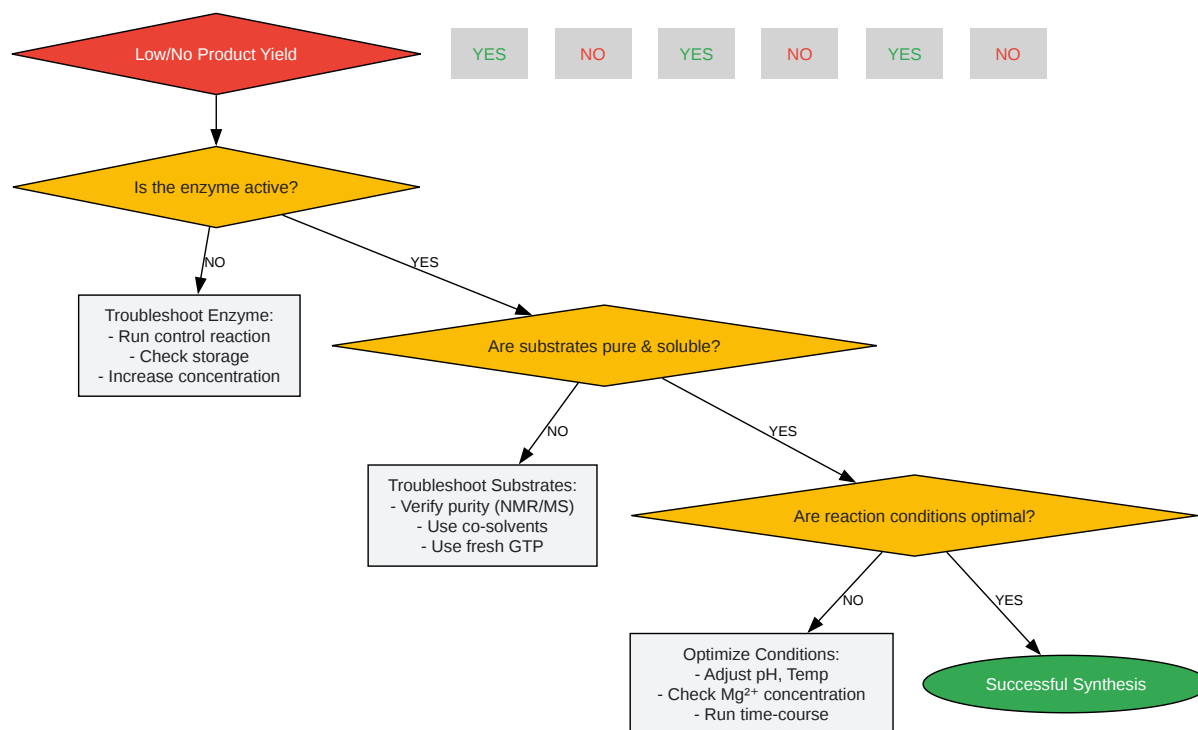 Low/No Product Yield
YES
NO
YES
NO
YES
NO
Is the enzyme active?
NO
YES
Troubleshoot Enzyme:
- Run control reaction
- Check storage
- Increase concentration
Are substrates pure & soluble?
NO
YES
Troubleshoot Substrates:
- Verify purity (NMR/MS)
- Use co-solvents
- Use fresh GTP
Are reaction conditions optimal?
NO
YES
Optimize Conditions:
- Adjust pH, Temp
- Check Mg²⁺ concentration
- Run time-course
Successful Synthesis